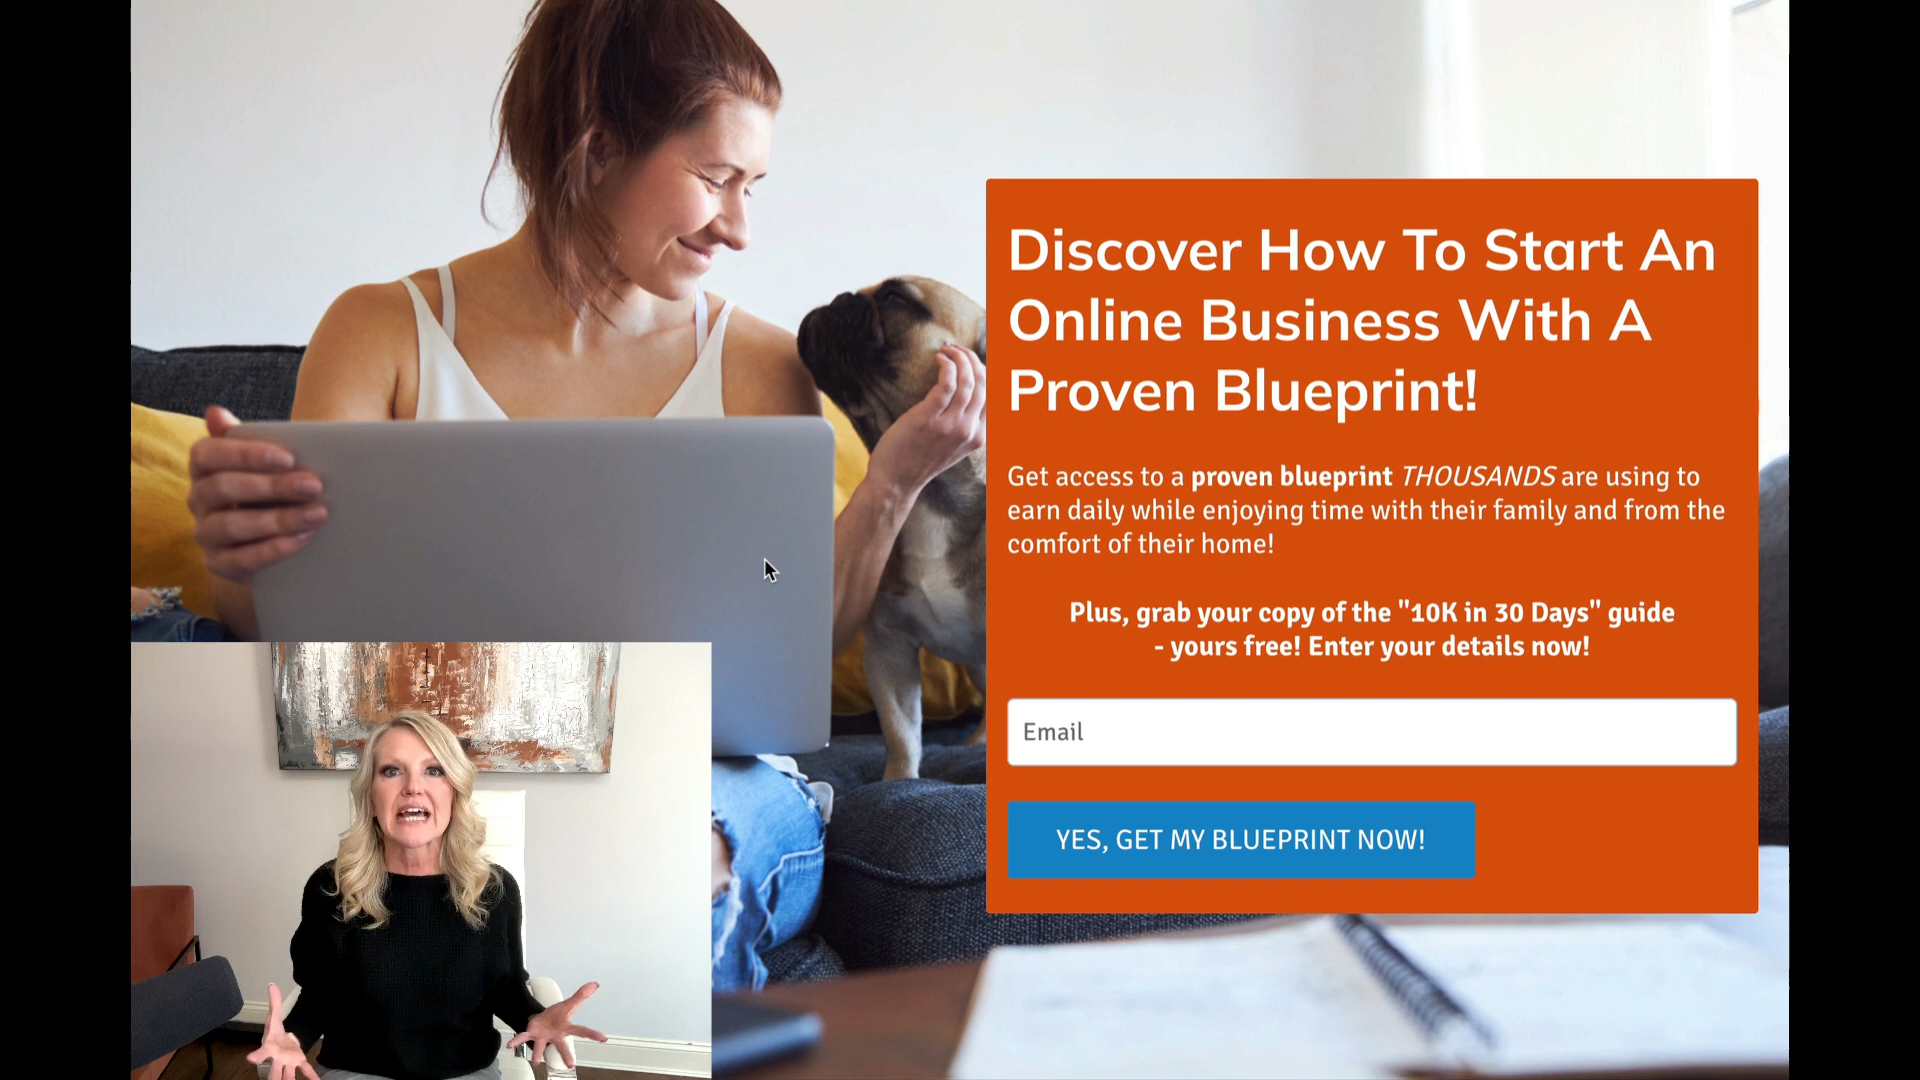 Discover How To Start An
Online Business With A
Proven Blueprint!
Get access to a proven blueprint THOUSANDS are using to
earn daily while enjoying time with their family and from the
comfort of their home!
Plus, grab your copy of the "10K in 30 Days" guide
- yours free! Enter your details now!
Email
YES, GET MY BLUEPRINT NOW!